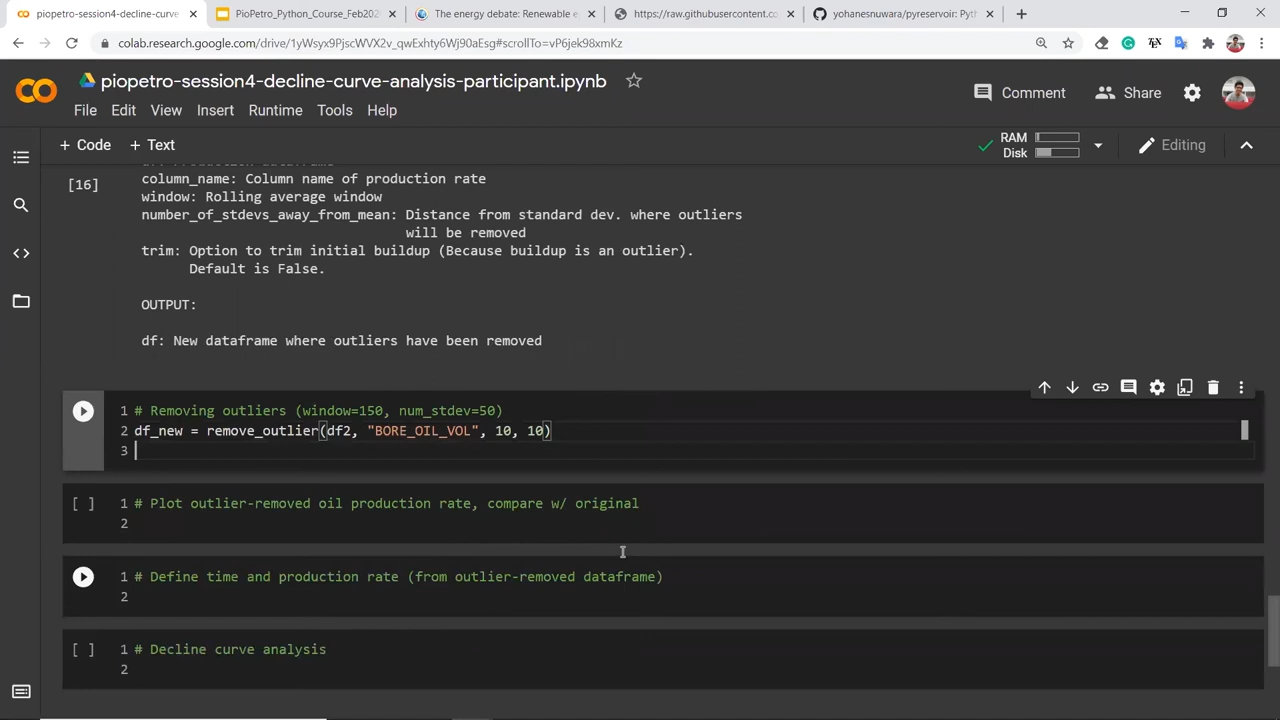 piopetro-session4-decline-curve
PioPetro_Python_Course_Feb202
The energy debate: Renewable e
https://raw.githubusercontent.co
yohanesnuwara/pyreservoir: Pyth
colab.research.google.com/drive/1yWsyx9PjscWVX2v_qwExhty6Wj90aEsg#scrollTo=vP6jek98xmKz
piopetro-session4-decline-curve-analysis-participant.ipynb
Comment
Share
File Edit View Insert Runtime Tools Help
+ Code + Text
RAM
Disk
Editing
[16]
column_name: Column name of production rate
window: Rolling average window
number_of_stdevs_away_from_mean: Distance from standard dev. where outliers
will be removed
trim: Option to trim initial buildup (Because buildup is an outlier).
Default is False.
OUTPUT:
df: New dataframe where outliers have been removed
1 # Removing outliers (window=150, num_stdev=50)
2 df_new = remove_outlier(df2, "BORE_OIL_VOL", 10, 10)
3
[ ] 1 # Plot outlier-removed oil production rate, compare w/ original
2
1 # Define time and production rate (from outlier-removed dataframe)
2
[ ] 1 # Decline curve analysis
2